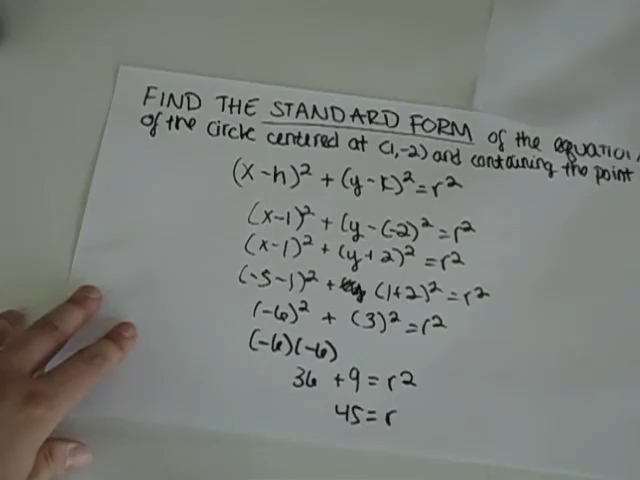 FIND THE STANDARD FORM of the equation
of the circle centered at (1,-2) and containing the point
(x-h)² + (y-k)² = r²
(x-1)² + (y-(-2)² = r²
(x-1)² + (y+2)² = r²
(-5-1)² + (1+2)² = r²
(-6)² + (3)² = r²
(-6)(-6)
36 + 9 = r2
45 = r